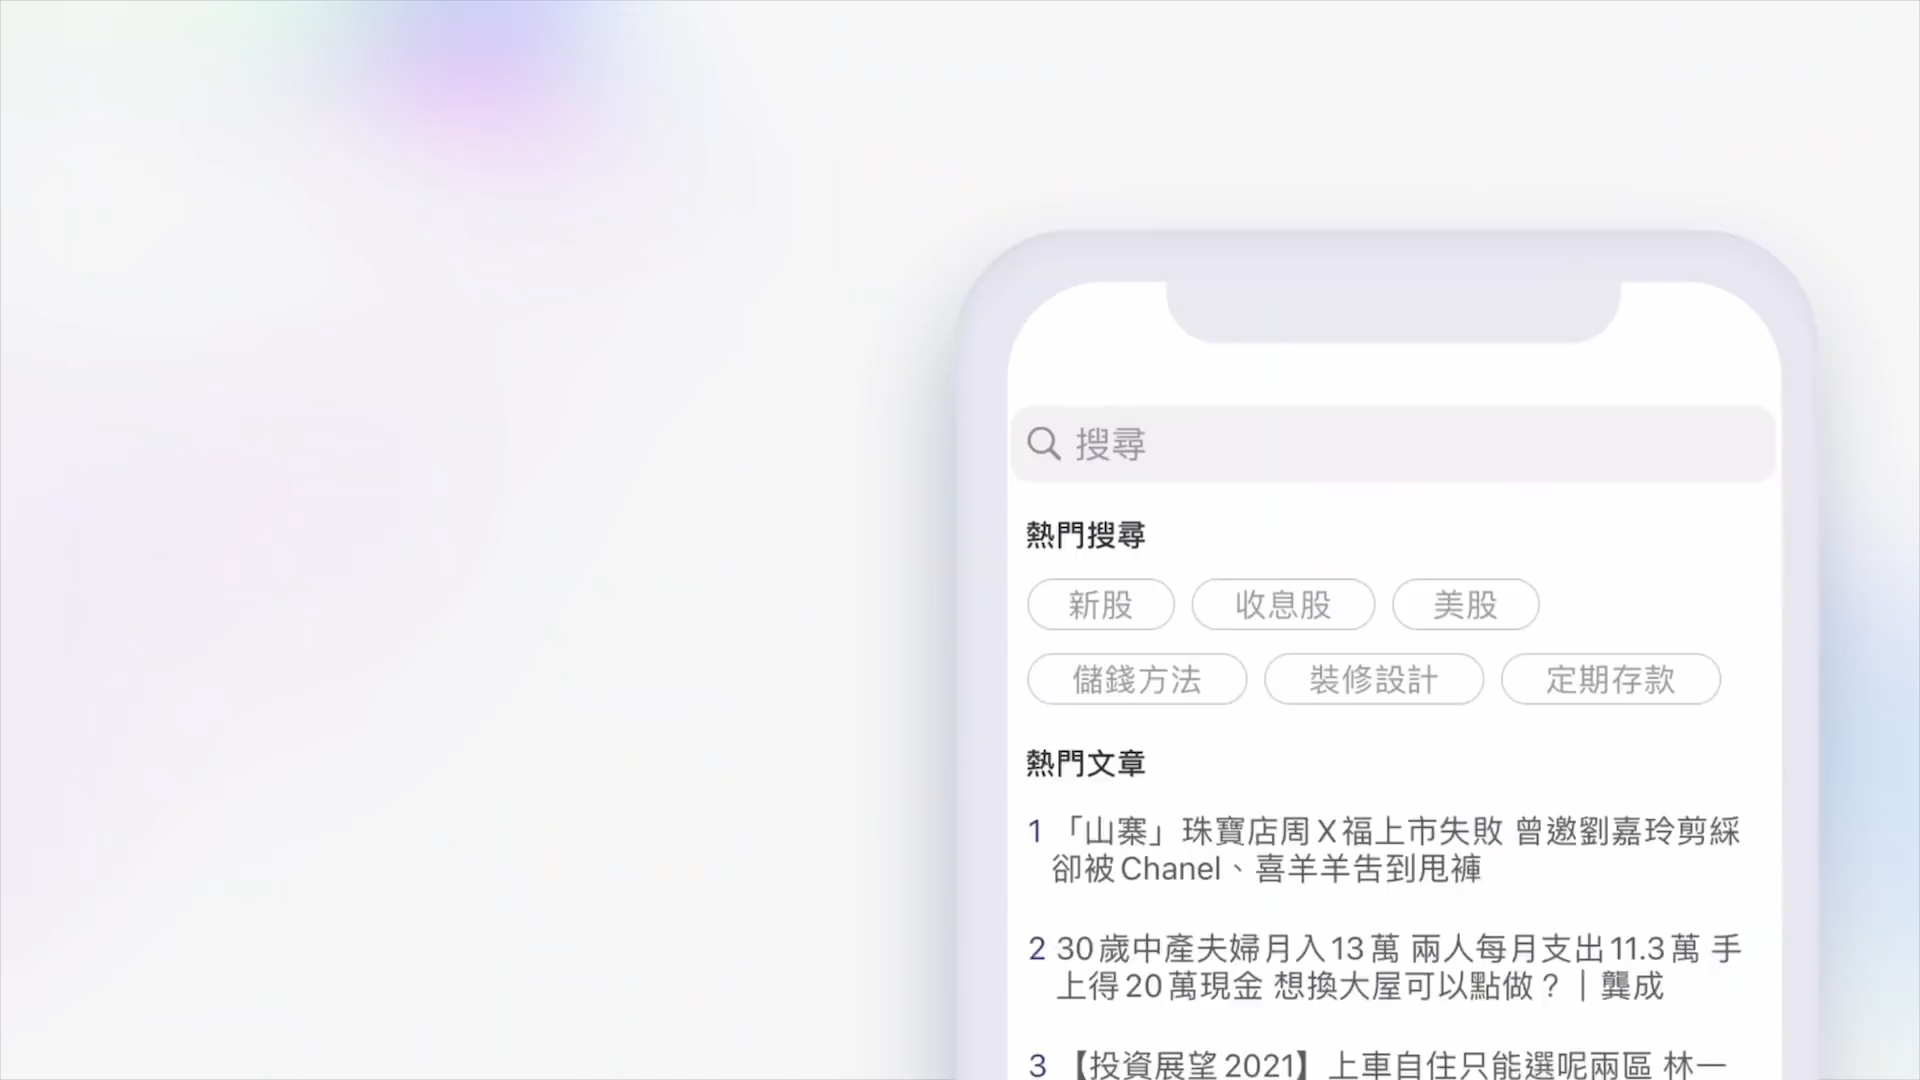 搜尋
熱門搜尋
新股 收息股 美股
儲錢方法 裝修設計 定期存款
熱門文章
1 「山寨」珠寶店周X福上市失敗 曾邀劉嘉玲剪綵
卻被Chanel、喜羊羊告到甩褲
2 30歲中產夫婦月入13萬 兩人每月支出11.3萬 手
上得20萬現金 想換大屋可以點做？｜龔成
3 【投資展望2021】上車自住只能選呢兩區 林一